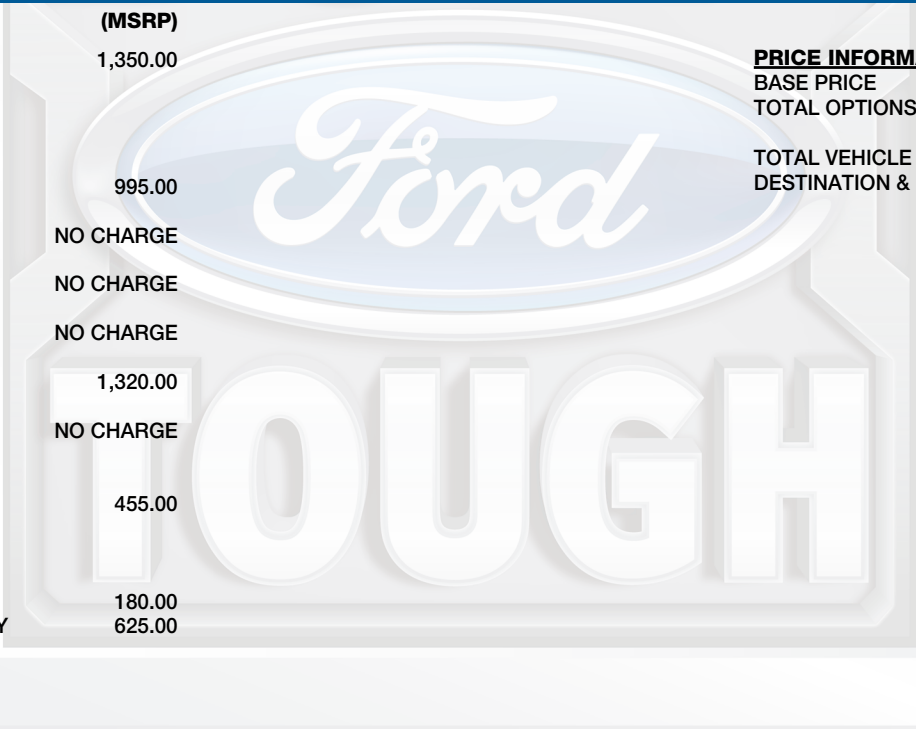 (MSRP)
1,350.00
995.00
NO CHARGE
NO CHARGE
NO CHARGE
1,320.00
NO CHARGE
455.00
180.00
Y 625.00
PRICE INFORMA
BASE PRICE
TOTAL OPTIONS
TOTAL VEHICLE
DESTINATION &
Ford
TOUGH